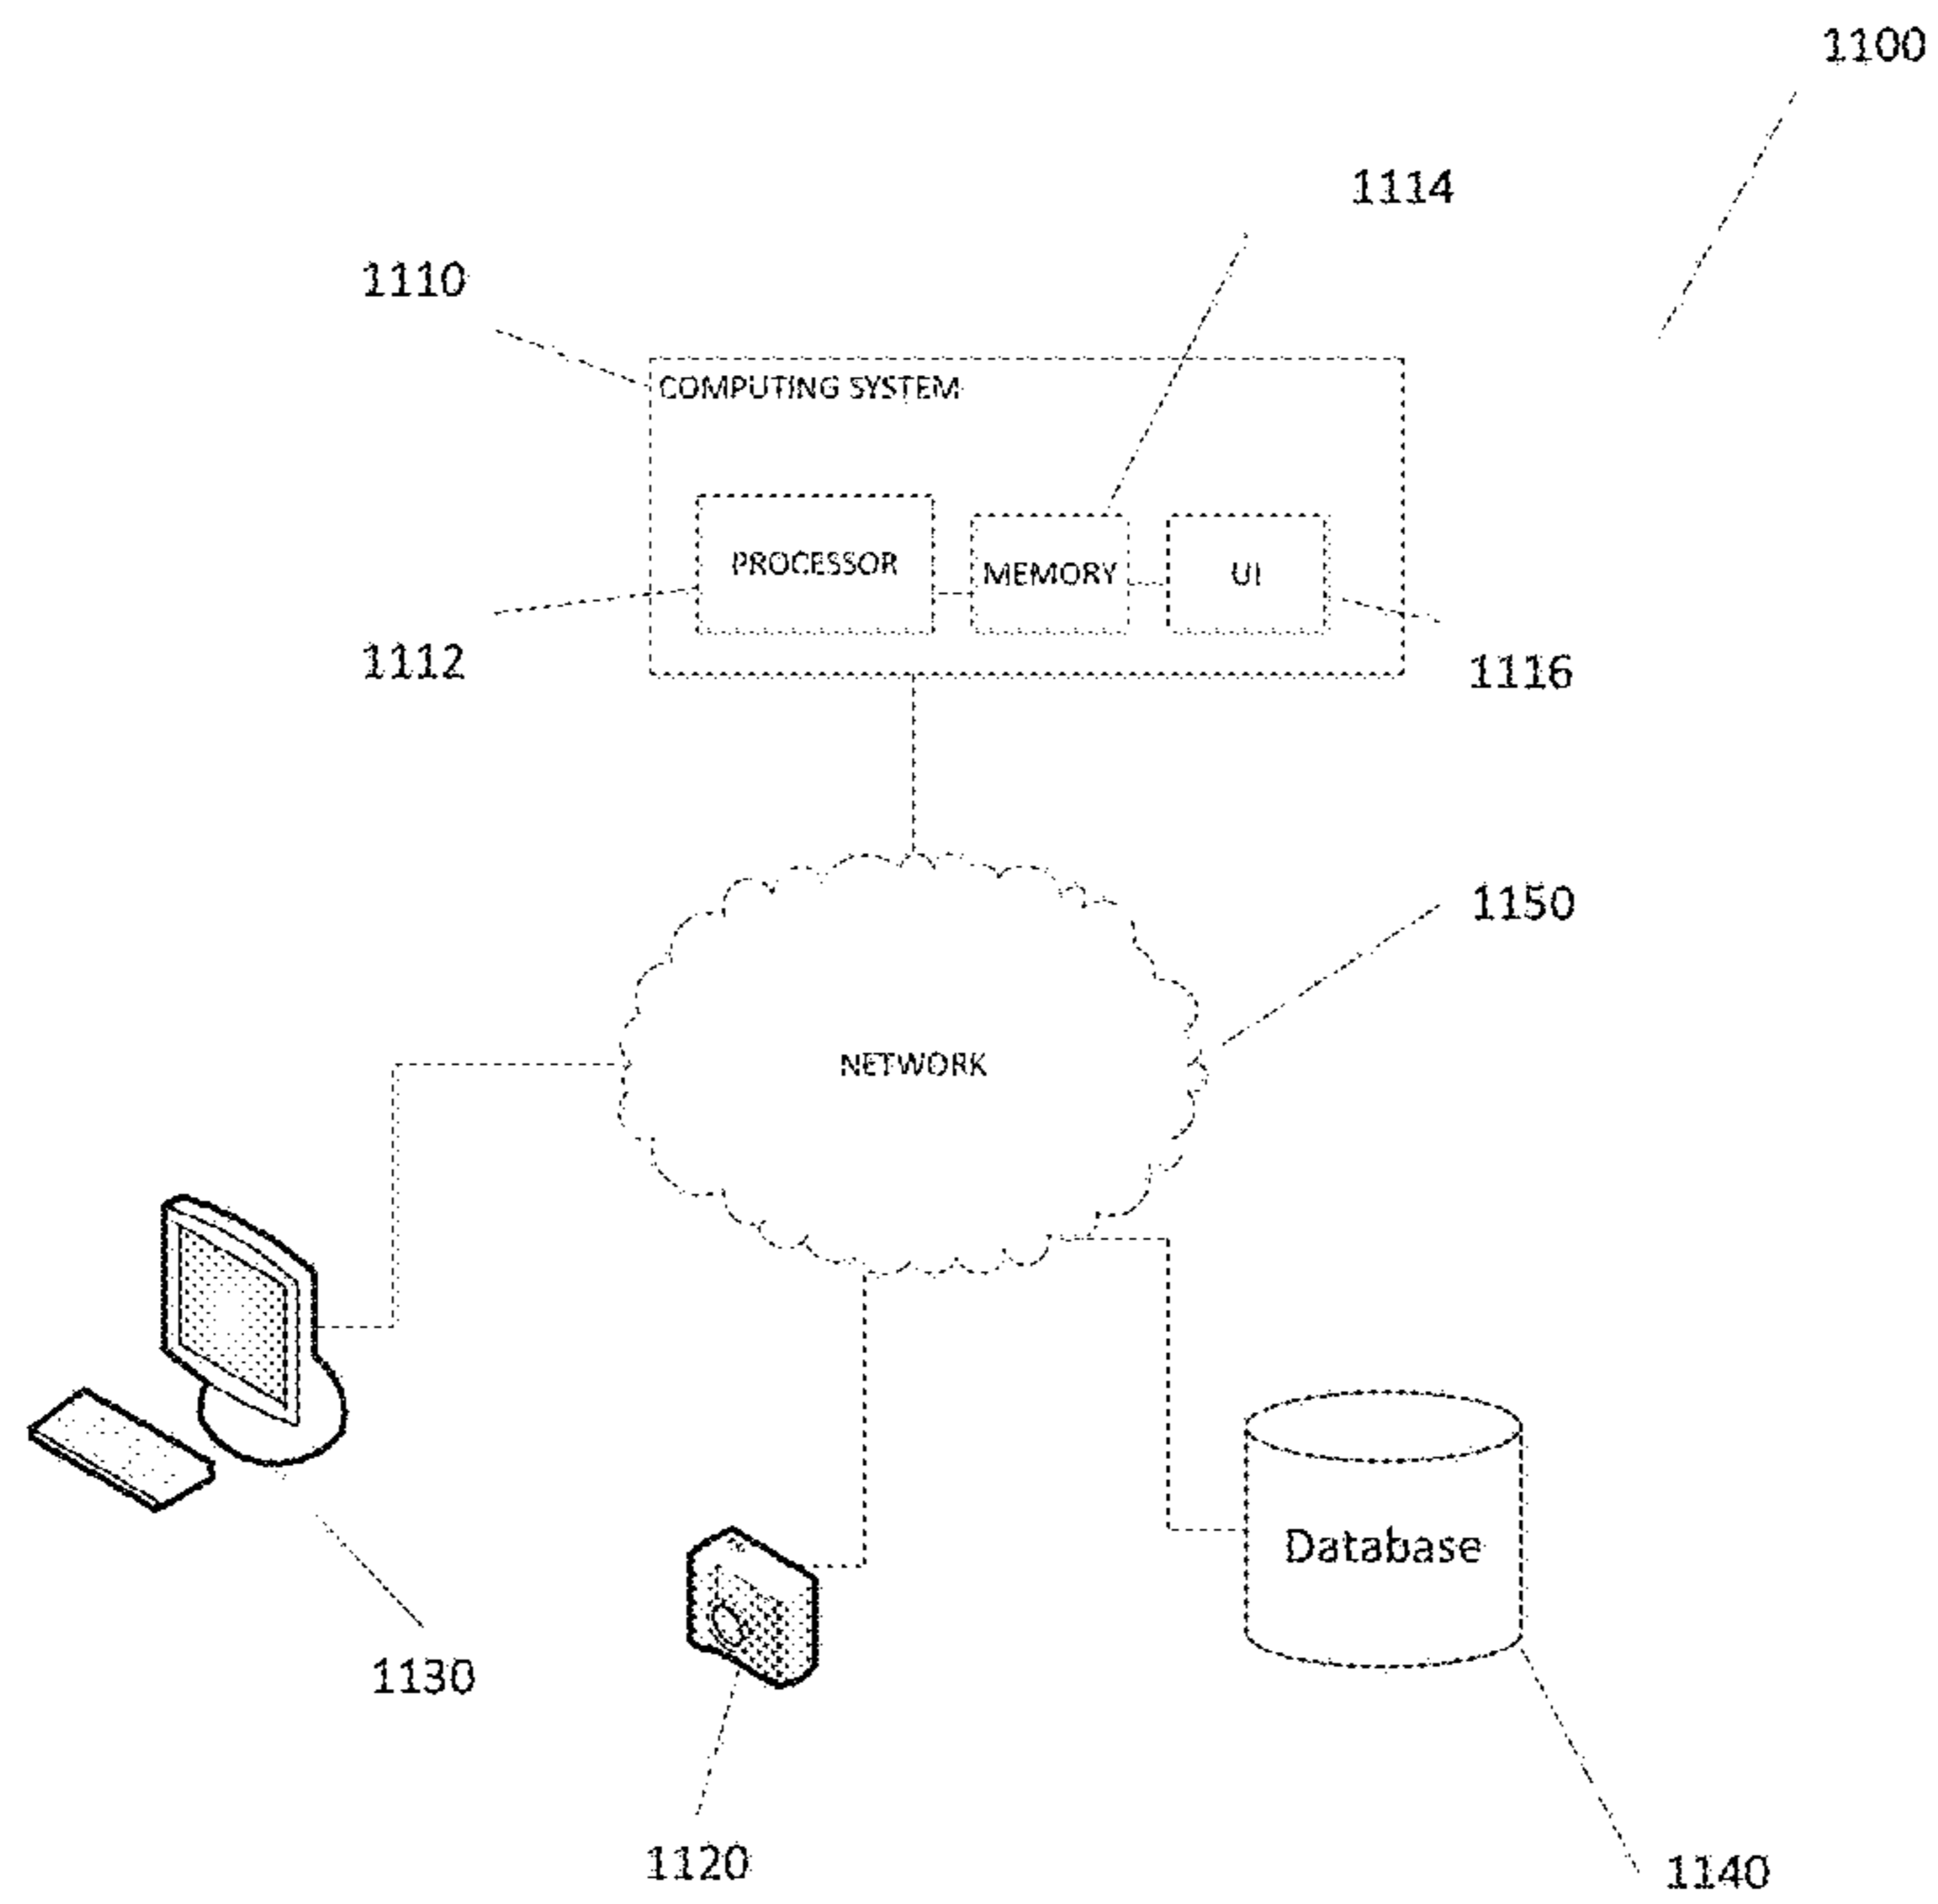 1100
1114
1110
COMPUTING SYSTEM
PROCESSOR
MEMORY
UI
1112
1116
1150
NETWORK
Database
1130
1120
1140